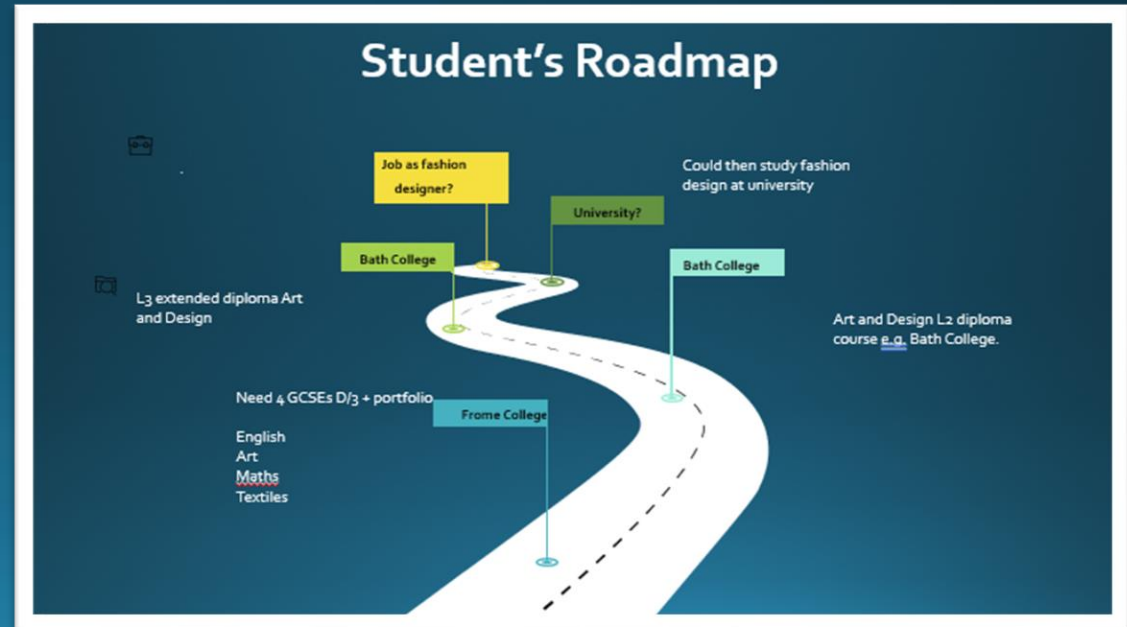 Student's Roadmap
Job as fashion
designer?
Could then study fashion
design at university
University?
Bath College
Bath College
L3 extended diploma Art
and Design
Art and Design L2 diploma
course e.g. Bath College.
Need 4 GCSEs D/3 + portfolio
Frome College
English
Art
Maths
Textiles